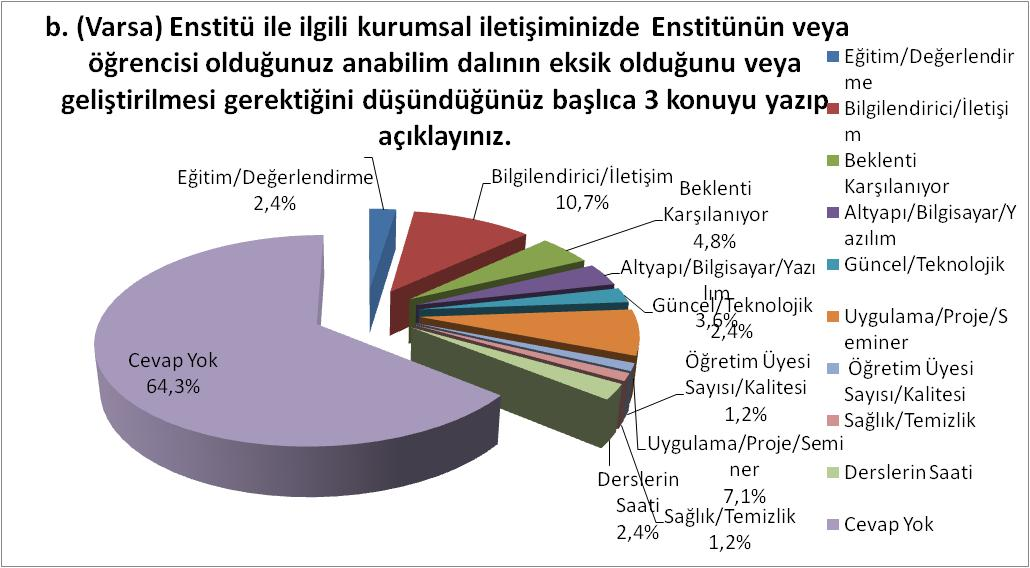 b. (Varsa) Enstitü ile ilgili kurumsal iletişiminizde Enstitünün veya
öğrencisi olduğunuz anabilim dalının eksik olduğunu veya
geliştirilmesi gerektiğini düşündüğünüz başlıca 3 konuyu yazıp
açıklayınız.
Eğitim/Değerlendirme
2,4%
Bilgilendirici/İletişim
10,7%
Beklenti
Karşılanıyor
4,8%
Altyapı/Bilgisayar/Yazı
lım
3,6%
Güncel/Teknolojik
2,4%
Öğretim Üyesi
Sayısı/Kalitesi
1,2%
Uygulama/Proje/Semi
ner
7,1%
Derslerin
Saati
2,4%
Sağlık/Temizlik
1,2%
Cevap Yok
64,3%
Eğitim/Değerlendir
me
Bilgilendirici/İletişi
m
Beklenti
Karşılanıyor
Altyapı/Bilgisayar/Y
azılım
Güncel/Teknolojik
Uygulama/Proje/S
eminer
Öğretim Üyesi
Sayısı/Kalitesi
Sağlık/Temizlik
Derslerin Saati
Cevap Yok